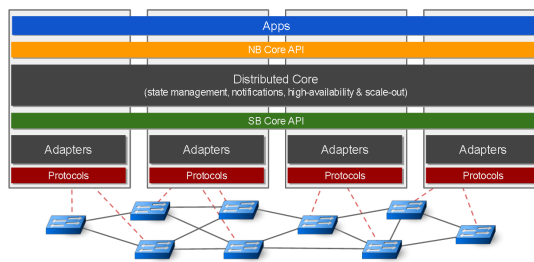 Apps
NB Core API
Distributed Core
(state management, notifications, high-availability & scale-out)
SB Core API
Adapters Adapters Adapters Adapters
Protocols Protocols Protocols Protocols